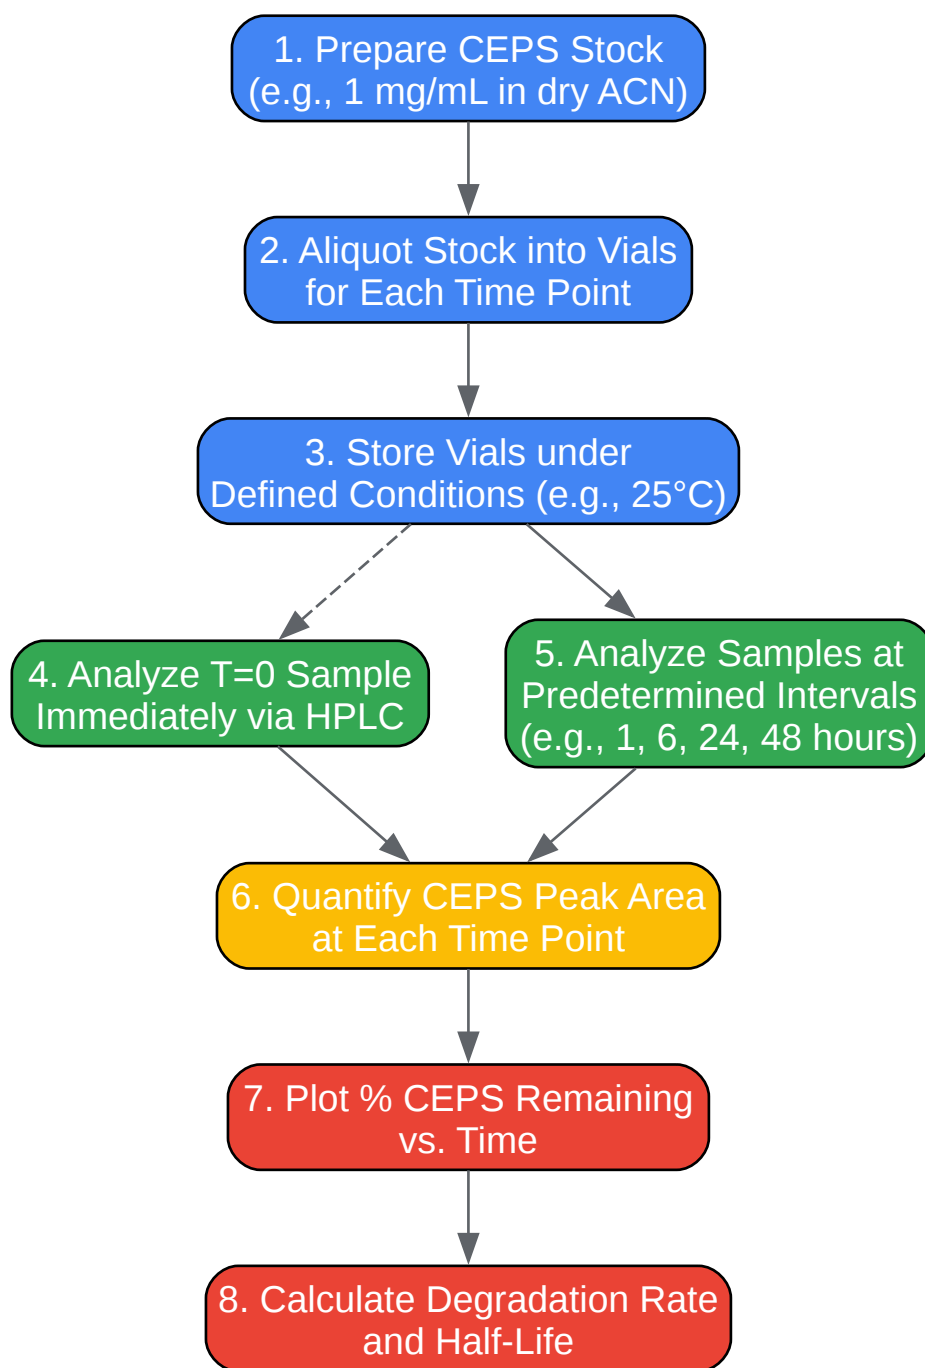 1. Prepare CEPS Stock
(e.g., 1 mg/mL in dry ACN)
2. Aliquot Stock into Vials
for Each Time Point
3. Store Vials under
Defined Conditions (e.g., 25°C)
4. Analyze T=0 Sample
Immediately via HPLC
5. Analyze Samples at
Predetermined Intervals
(e.g., 1, 6, 24, 48 hours)
6. Quantify CEPS Peak Area
at Each Time Point
7. Plot % CEPS Remaining
vs. Time
8. Calculate Degradation Rate
and Half-Life